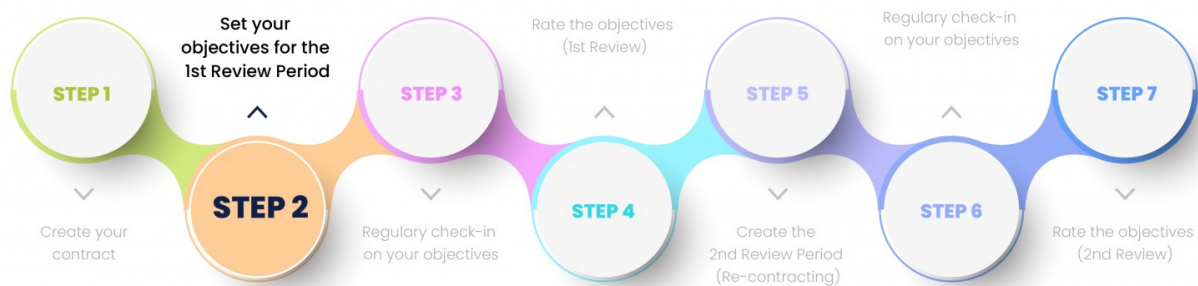 STEP 1
Create your
contract
Set your
objectives for the
1st Review Period
STEP 2
STEP 3
Regulary check-in
on your objectives
Rate the objectives
(1st Review)
STEP 4
STEP 5
Create the
2nd Review Period
(Re-contracting)
Regulary check-in
on your objectives
STEP 6
STEP 7
Rate the objectives
(2nd Review)